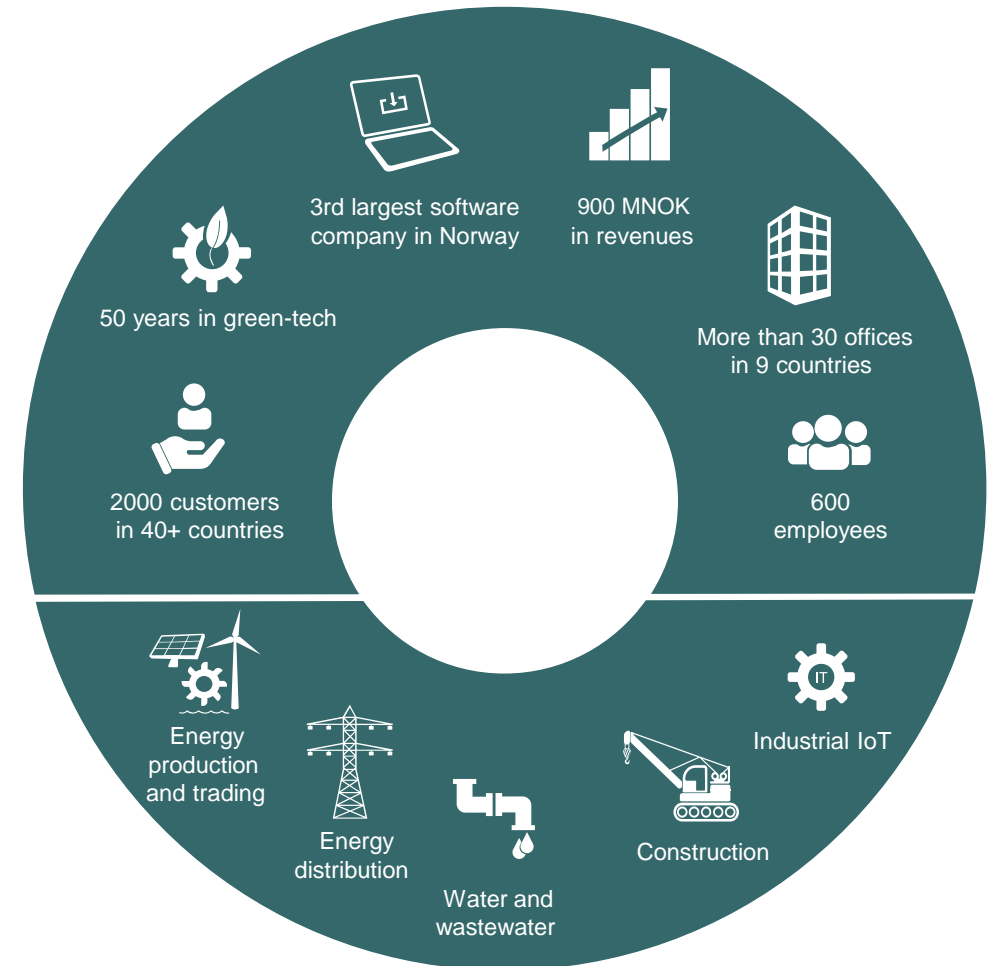 3rd largest software
company in Norway
900 MNOK
in revenues
50 years in green-tech
More than 30 offices
in 9 countries
2000 customers
in 40+ countries
600
employees
Energy
production
and trading
IT
Industrial IoT
Energy
distribution
Construction
Water and
wastewater